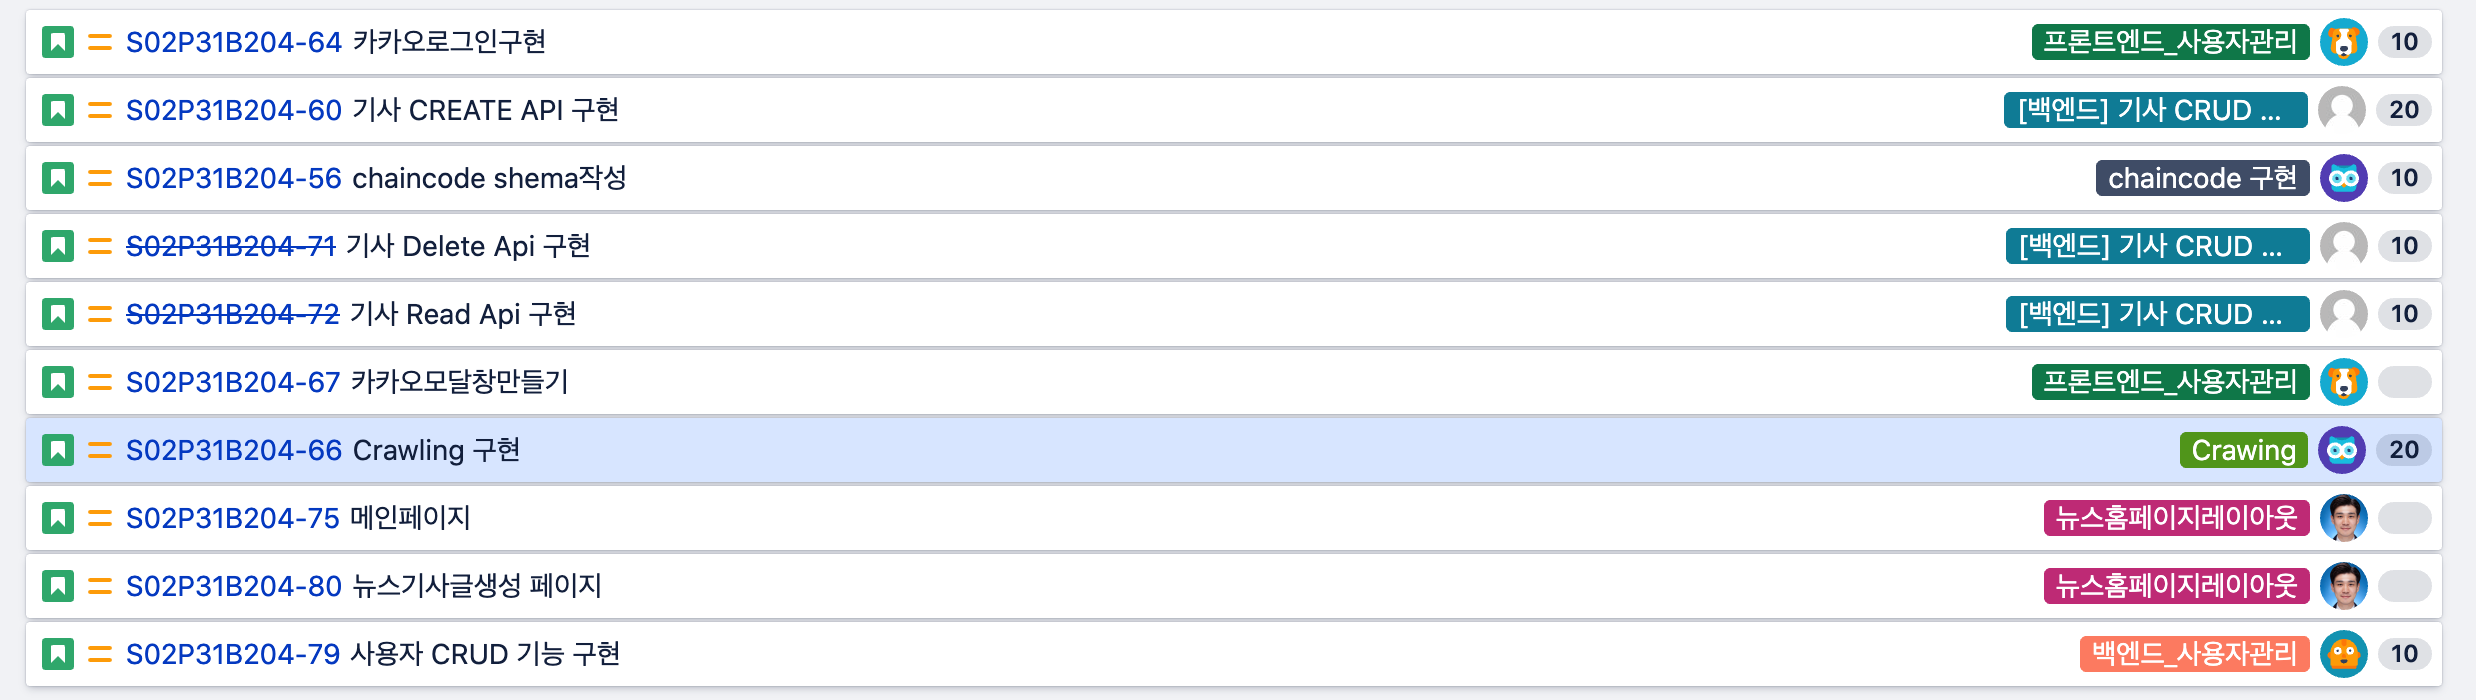 S02P31B204-64 카카오로그인구현 프론트엔드_사용자관리 10
S02P31B204-60 기사 CREATE API 구현 [백엔드] 기사 CRUD ... 20
S02P31B204-56 chaincode shema작성 chaincode 구현 10
S02P31B204-71 기사 Delete Api 구현 [백엔드] 기사 CRUD ... 10
S02P31B204-72 기사 Read Api 구현 [백엔드] 기사 CRUD ... 10
S02P31B204-67 카카오모달창만들기 프론트엔드_사용자관리
S02P31B204-66 Crawling 구현 Crawing 20
S02P31B204-75 메인페이지 뉴스홈페이지레이아웃
S02P31B204-80 뉴스기사글생성 페이지 뉴스홈페이지레이아웃
S02P31B204-79 사용자 CRUD 기능 구현 백엔드_사용자관리 10